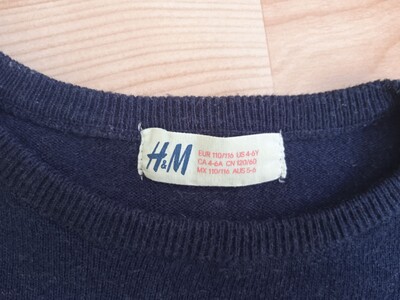 H&M
EUR 110/116 US 4-6Y
CA 4-6A CN 120/60
MX 110/116 AUS 5-6